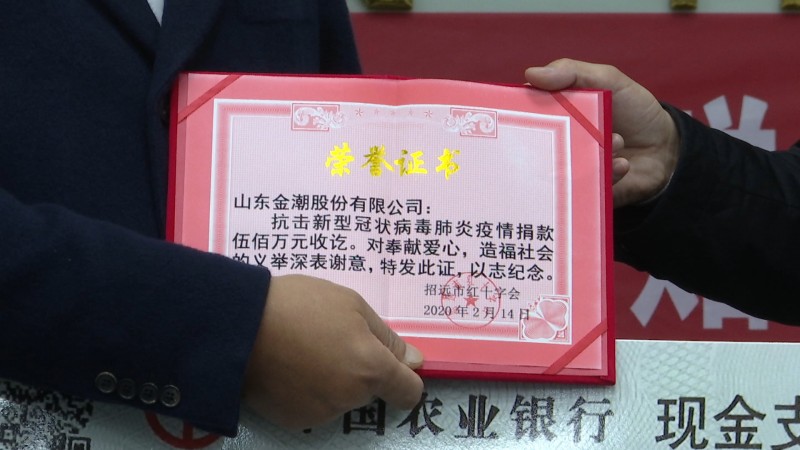 荣誉证书
山东金潮股份有限公司：
抗击新型冠状病毒肺炎疫情捐款
伍佰万元收讫。对奉献爱心，造福社会
的义举深表谢意，特发此证，以志纪念。
招远市红十字会
2020年2月14日
中国农业银行
现金支